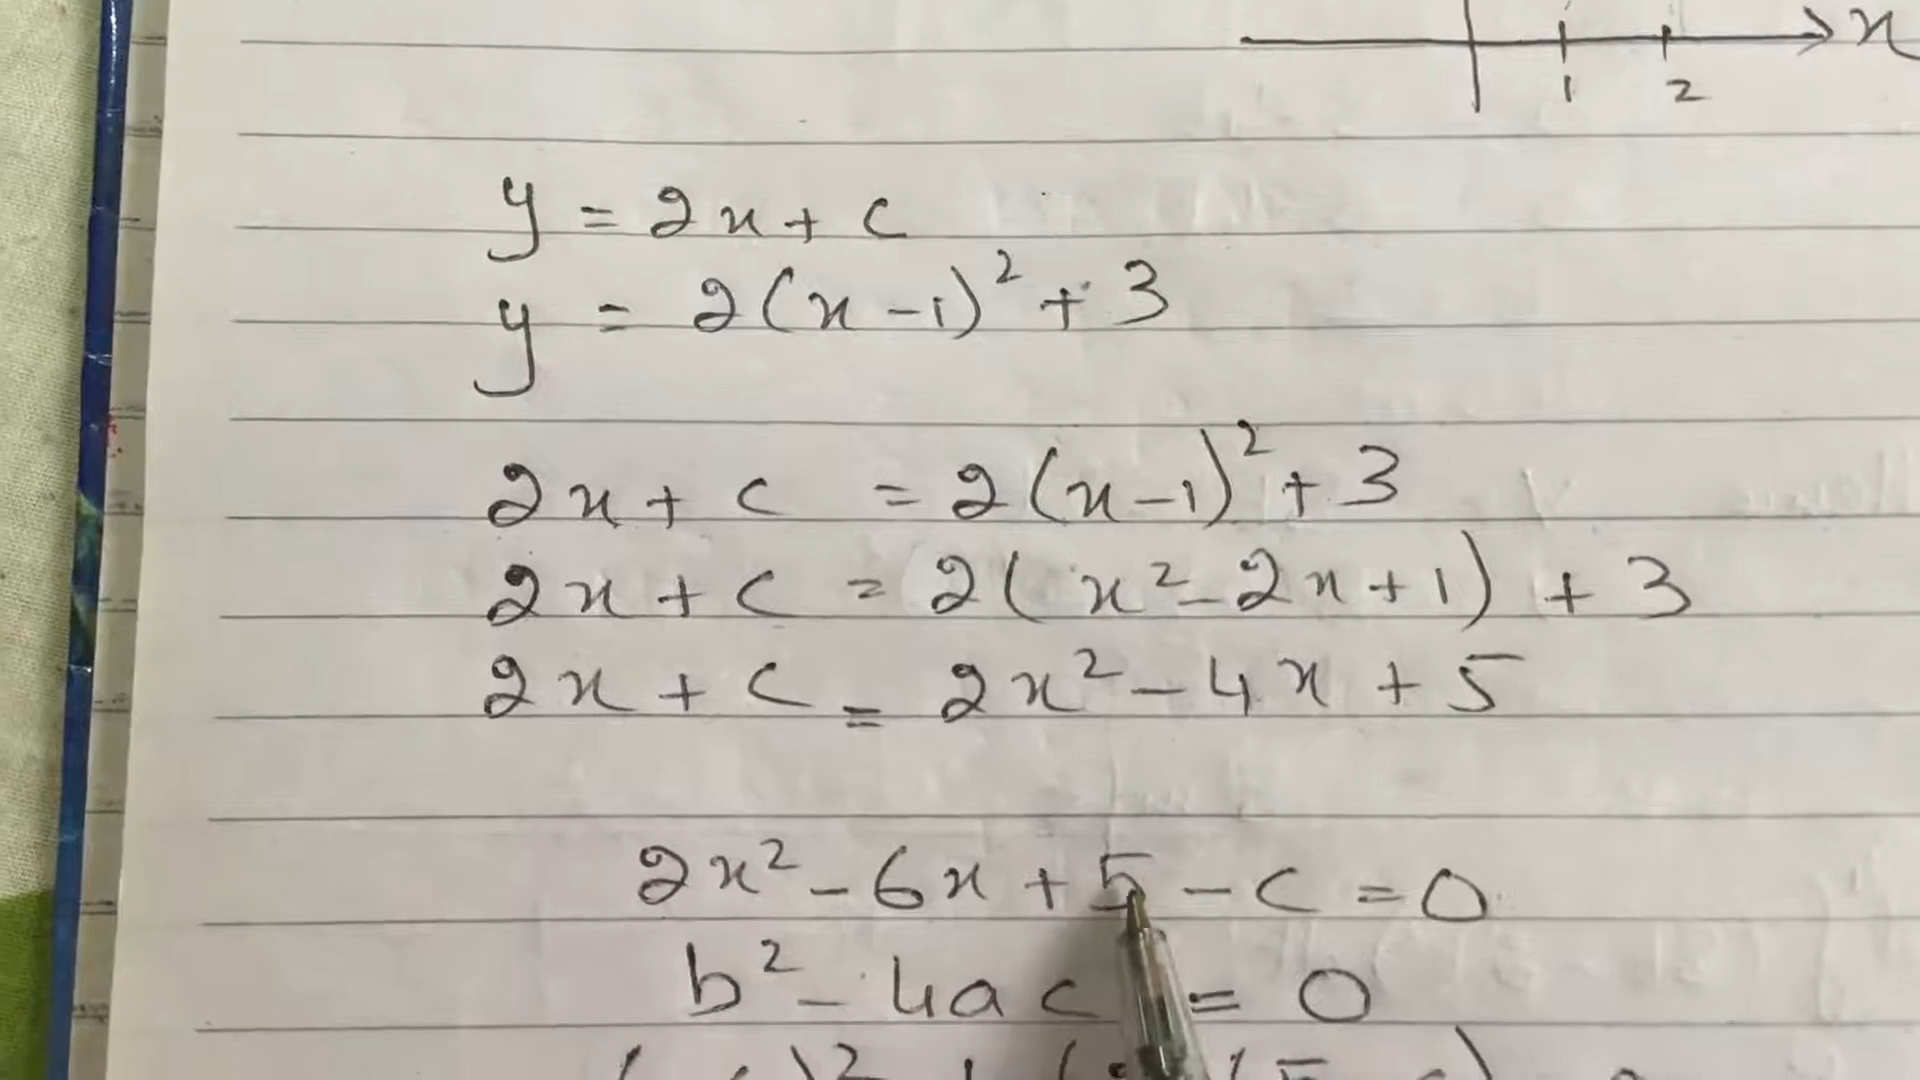 x
1 2
y = 2x + c
y = 2(x - 1)² + 3
2x + c = 2(x - 1)² + 3
2x + c = 2(x² - 2x + 1) + 3
2x + c = 2x² - 4x + 5
2x² - 6x + 5 - c = 0
b² - 4ac = 0